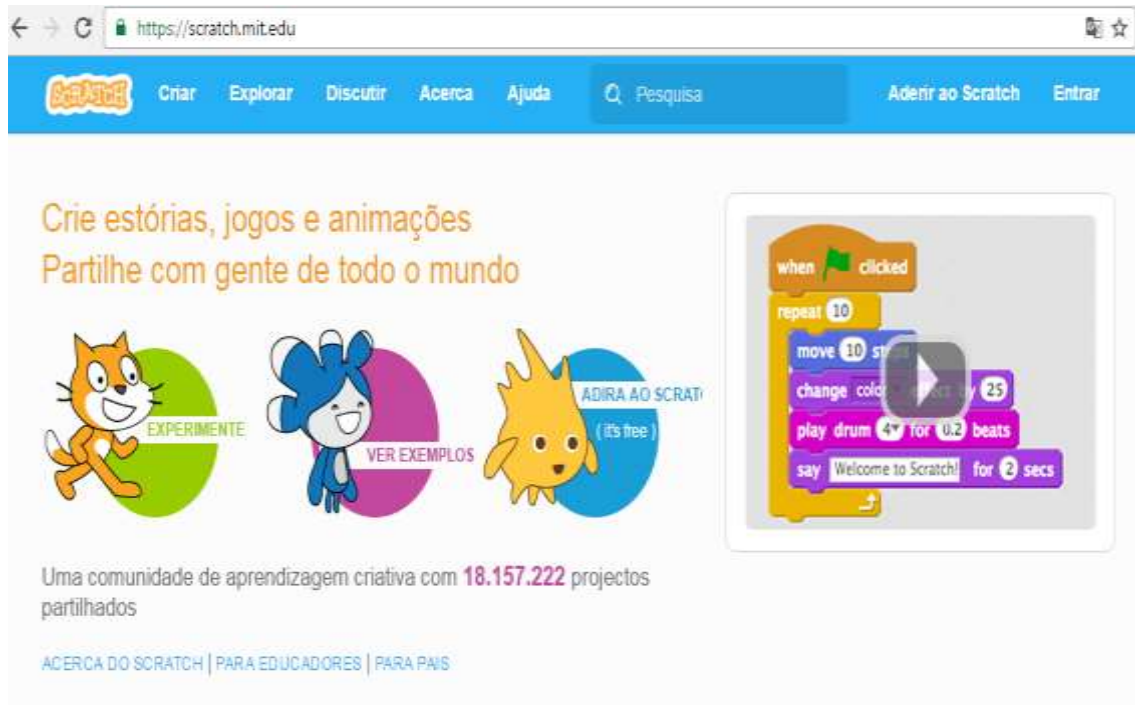 https://scratch.mit.edu
SCRATCH Criar Explorar Discutir Acerca Ajuda Pesquisa Aderir ao Scratch Entrar
Crie estórias, jogos e animações
Partilhe com gente de todo o mundo
EXPERIMENTE
VER EXEMPLOS
ADIRA AO SCRAT
( it's free )
when clicked
repeat 10
move 10
change by 25
play drum 4 for 0.2 beats
say Welcome to Scratch! for 2 secs
Uma comunidade de aprendizagem criativa com 18.157.222 projectos
partilhados
ACERCA DO SCRATCH | PARA EDUCADORES | PARA PAIS